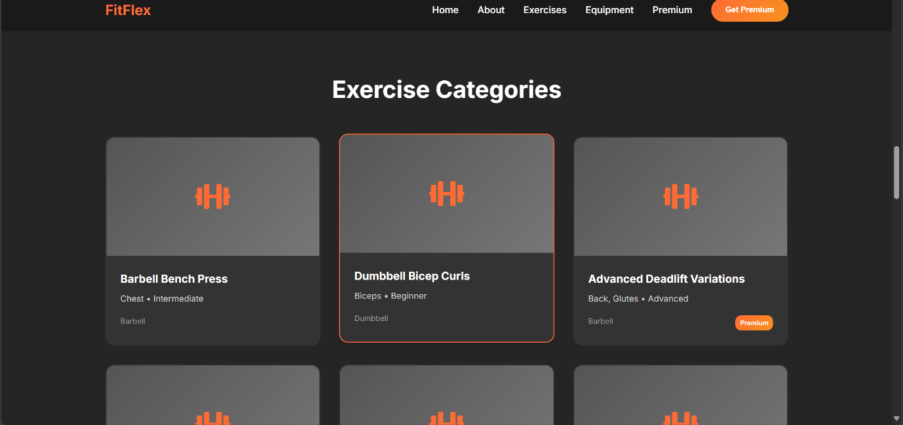 FitFlex
Home About Exercises Equipment Premium Get Premium
Exercise Categories
Barbell Bench Press
Chest • Intermediate
Barbell
Dumbbell Bicep Curls
Biceps • Beginner
Dumbbell
Advanced Deadlift Variations
Back, Glutes • Advanced
Barbell
Premium